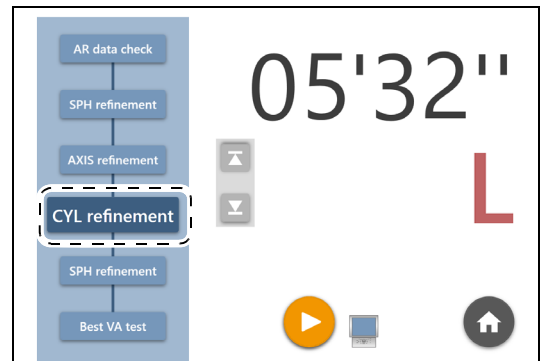 AR data check
SPH refinement
AXIS refinement
CYL refinement
SPH refinement
Best VA test
05'32''
L